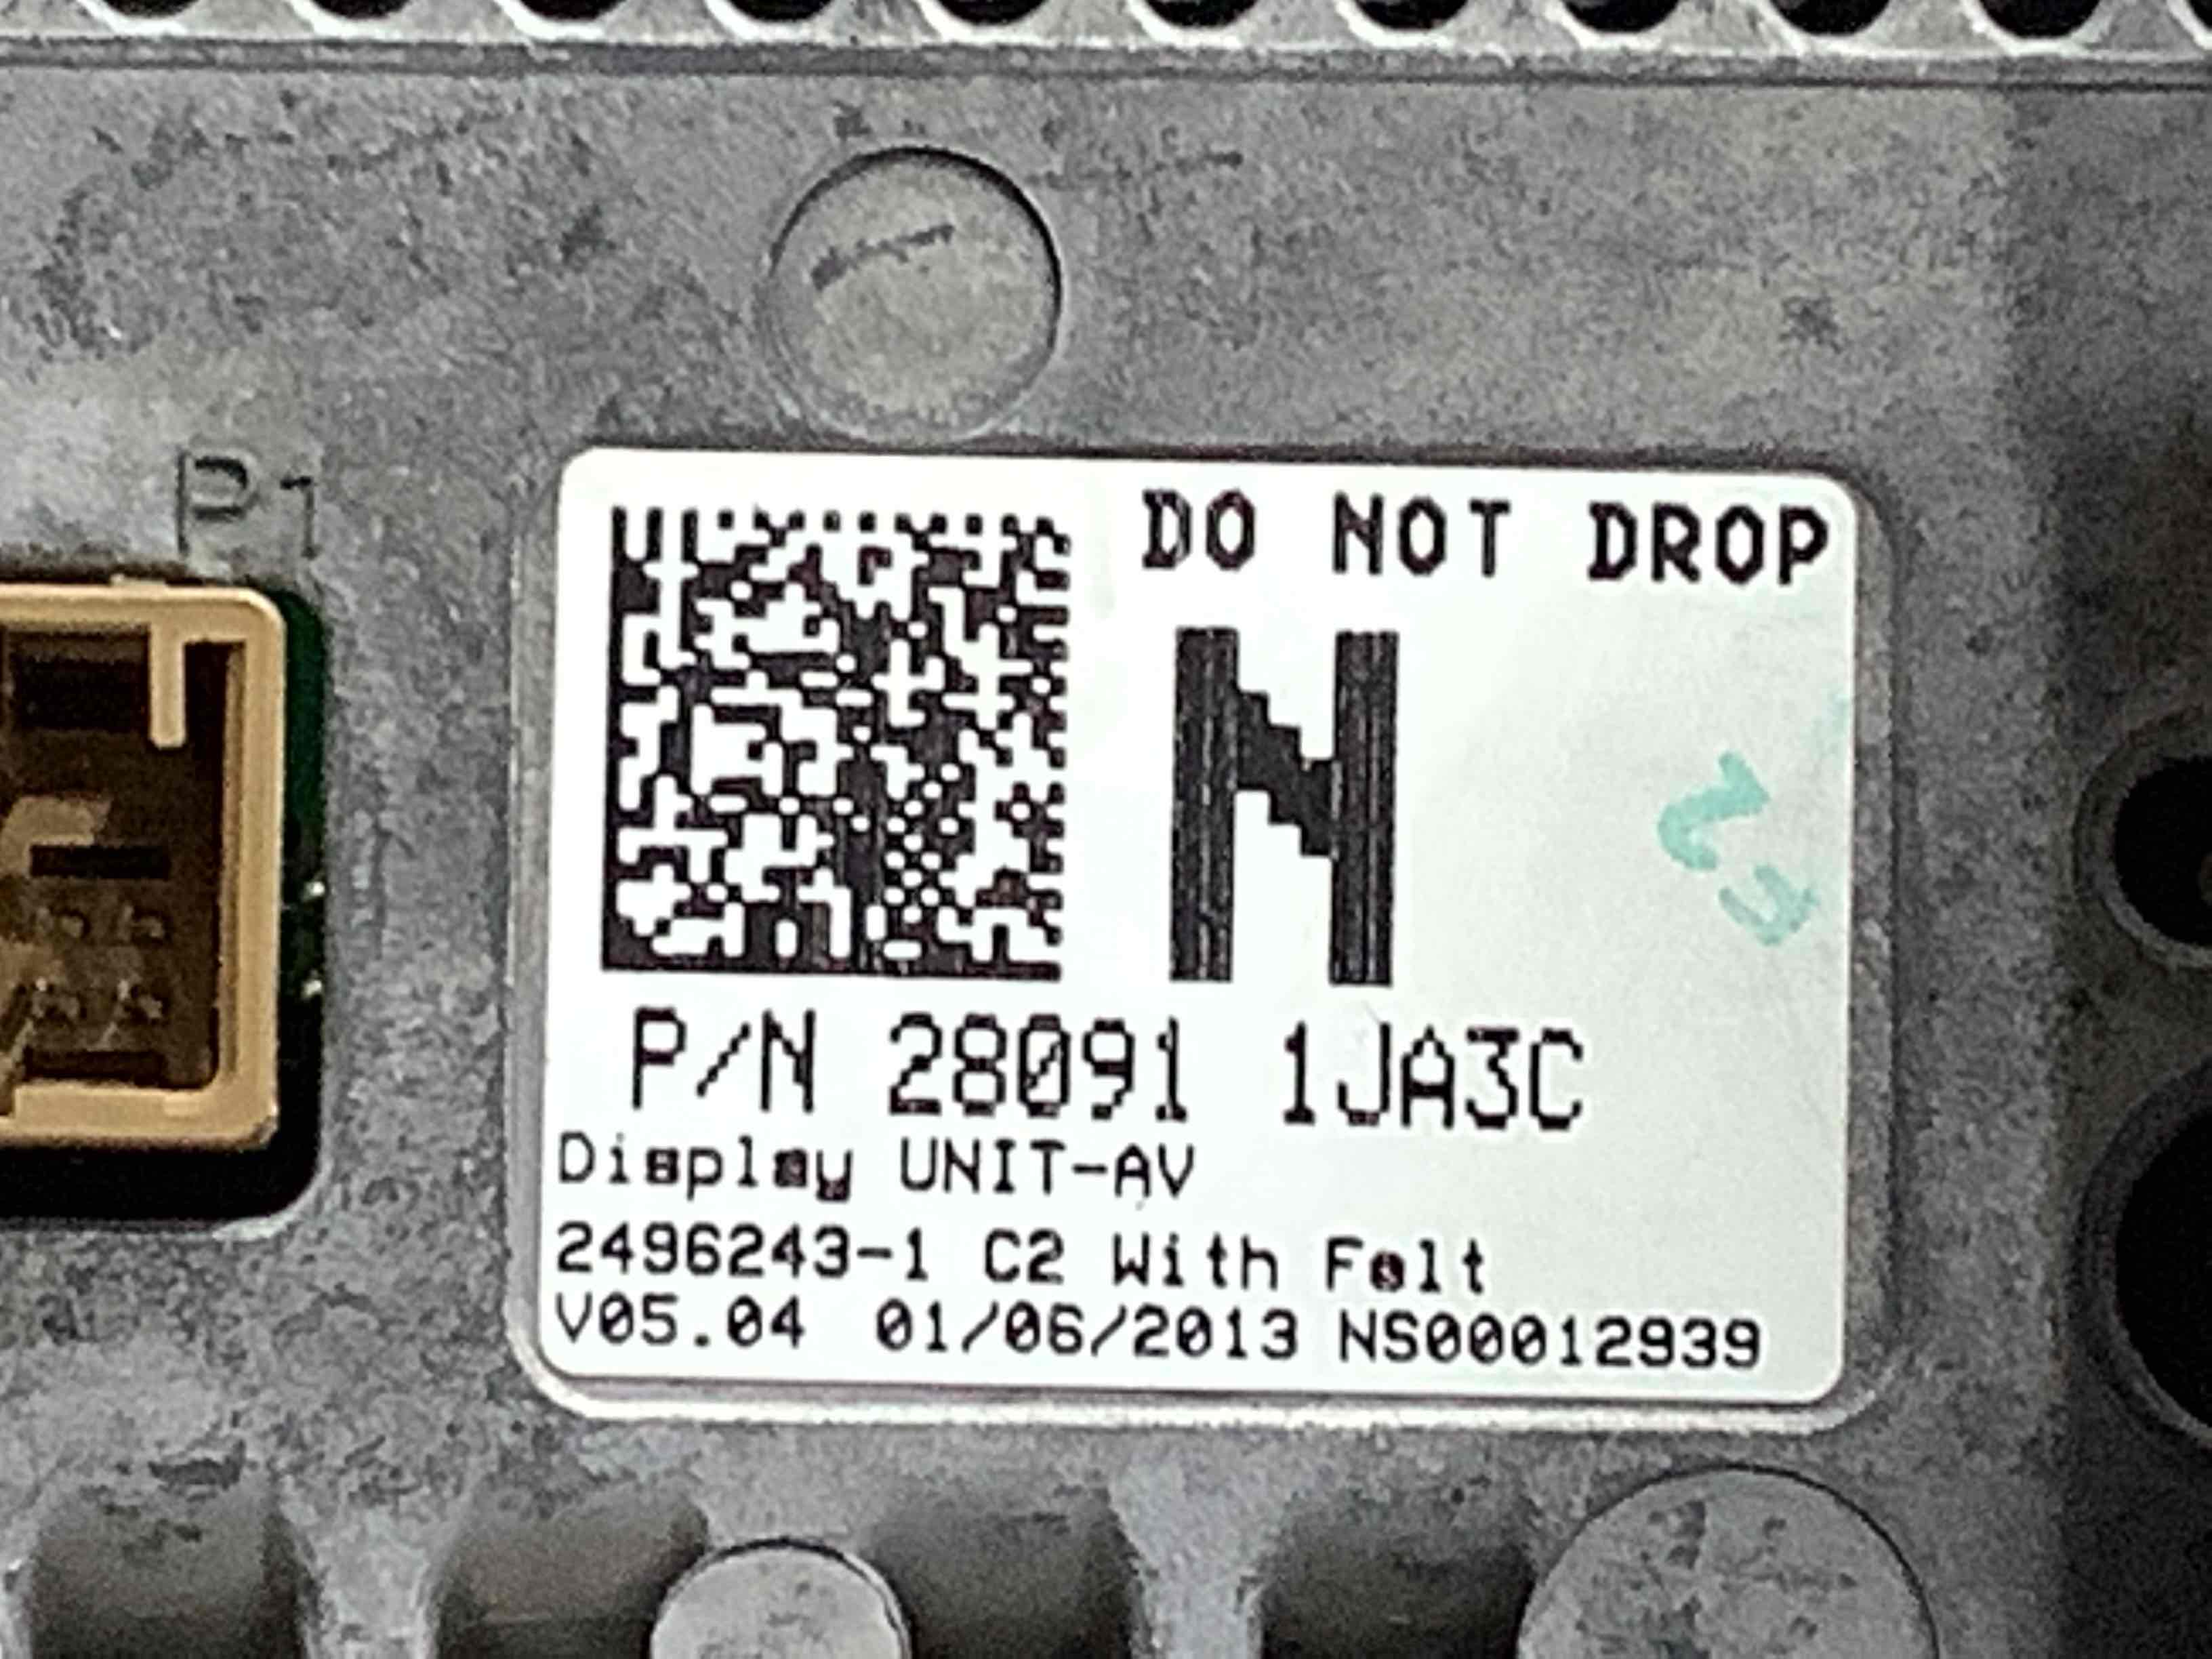 P1
DO NOT DROP
N
P/N 28091 1JA3C
Display UNIT-AV
2496243-1 C2 With Felt
V05.04 01/06/2013 NS00012939